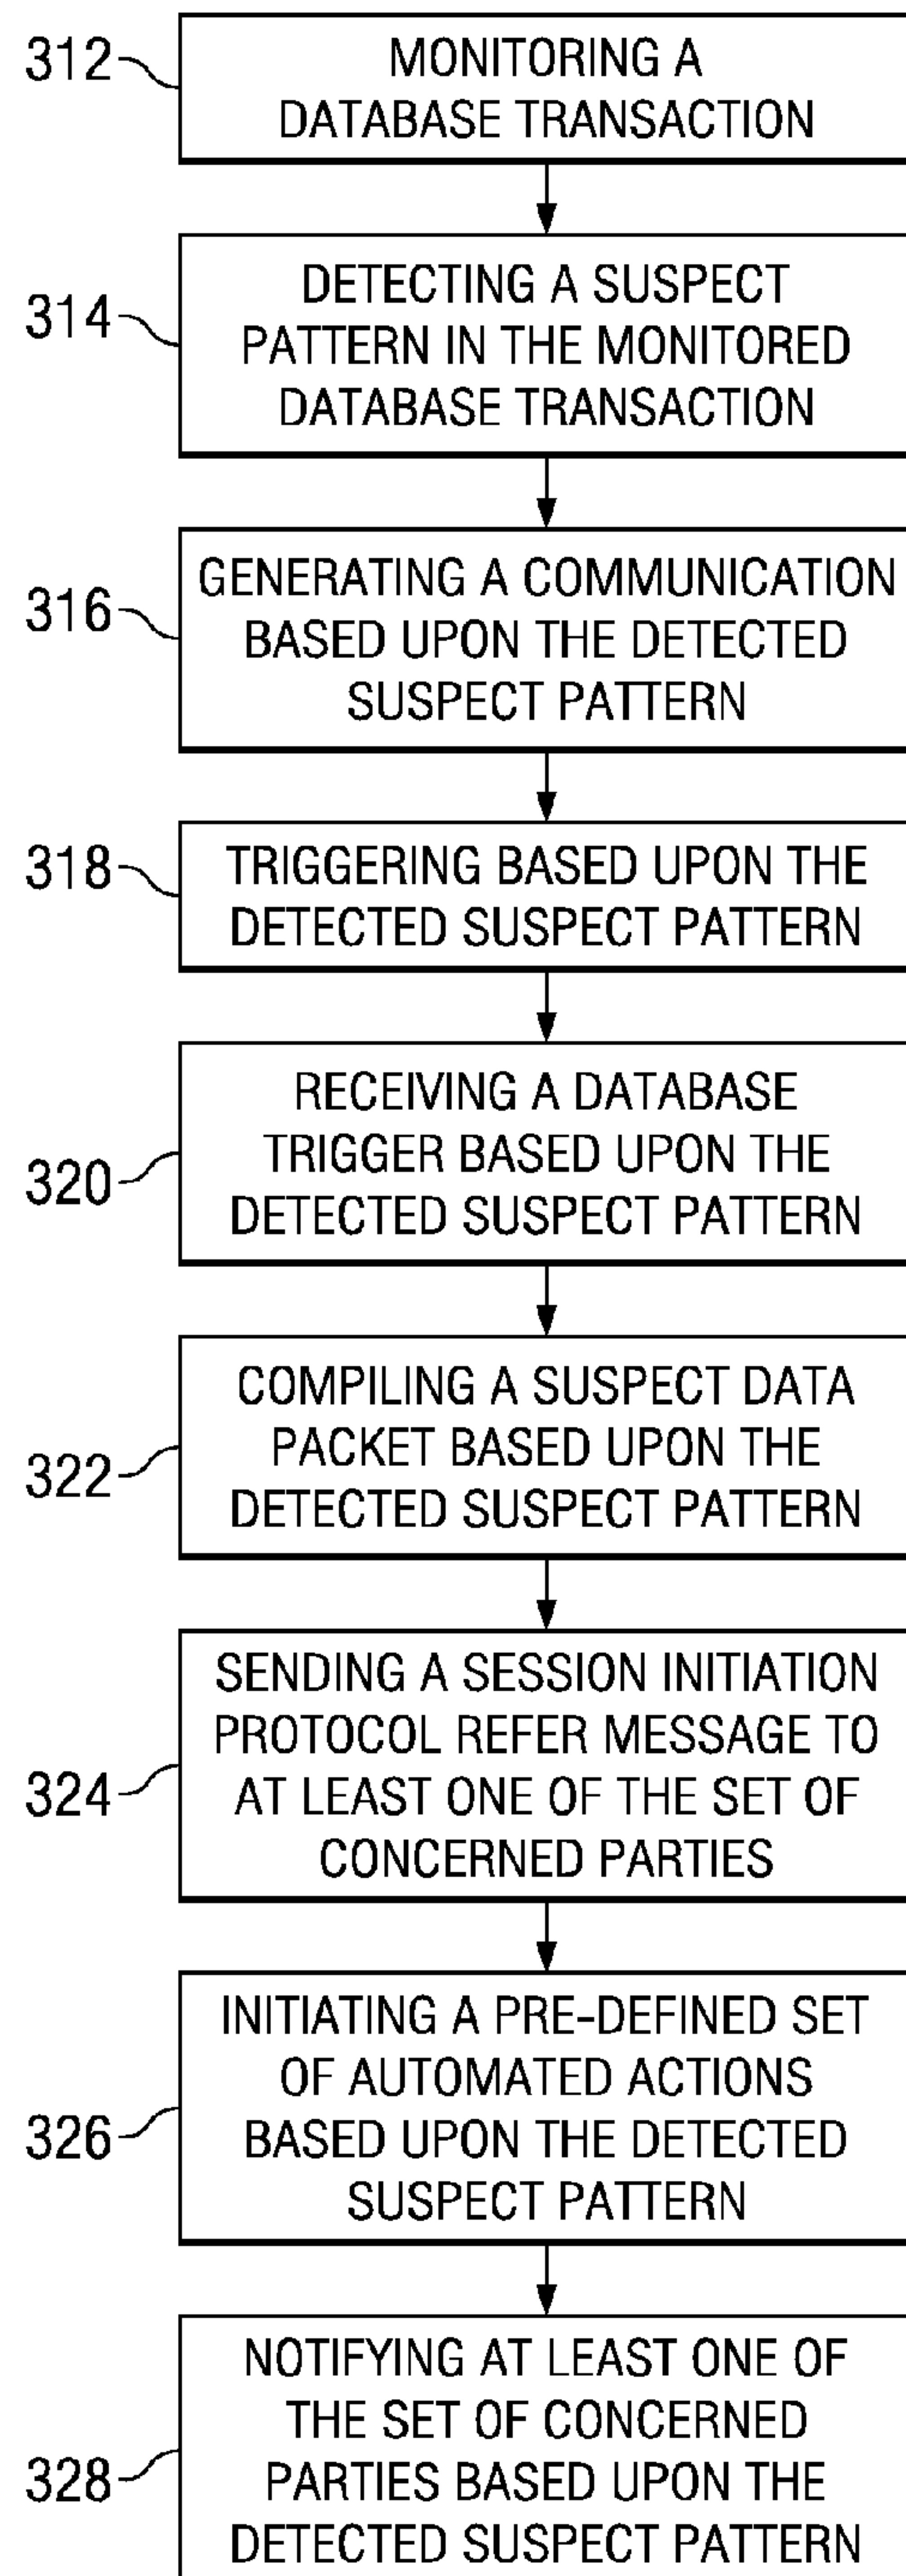 312
MONITORING A
DATABASE TRANSACTION
314
DETECTING A SUSPECT
PATTERN IN THE MONITORED
DATABASE TRANSACTION
316
GENERATING A COMMUNICATION
BASED UPON THE DETECTED
SUSPECT PATTERN
318
TRIGGERING BASED UPON THE
DETECTED SUSPECT PATTERN
320
RECEIVING A DATABASE
TRIGGER BASED UPON THE
DETECTED SUSPECT PATTERN
322
COMPILING A SUSPECT DATA
PACKET BASED UPON THE
DETECTED SUSPECT PATTERN
324
SENDING A SESSION INITIATION
PROTOCOL REFER MESSAGE TO
AT LEAST ONE OF THE SET OF
CONCERNED PARTIES
326
INITIATING A PRE-DEFINED SET
OF AUTOMATED ACTIONS
BASED UPON THE DETECTED
SUSPECT PATTERN
328
NOTIFYING AT LEAST ONE OF
THE SET OF CONCERNED
PARTIES BASED UPON THE
DETECTED SUSPECT PATTERN